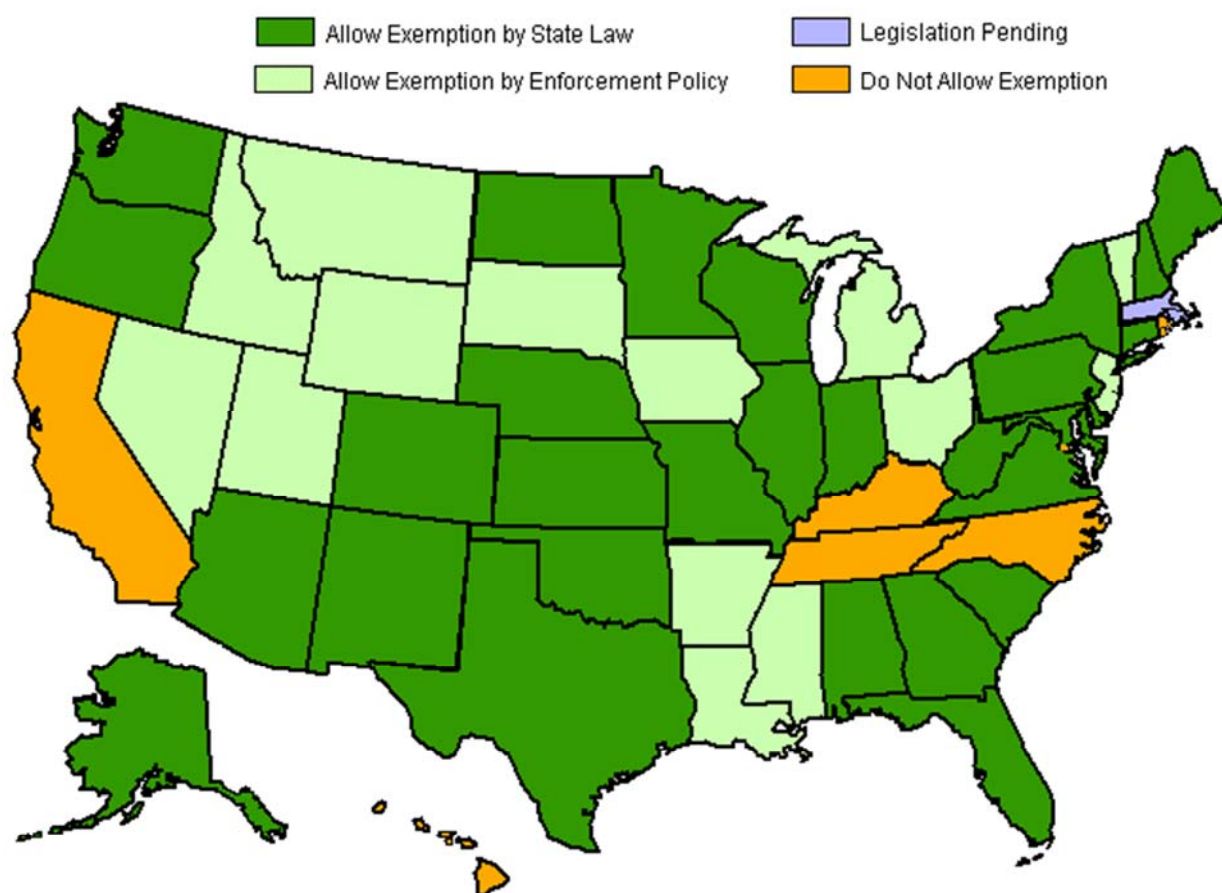 Allow Exemption by State Law
Legislation Pending
Allow Exemption by Enforcement Policy
Do Not Allow Exemption